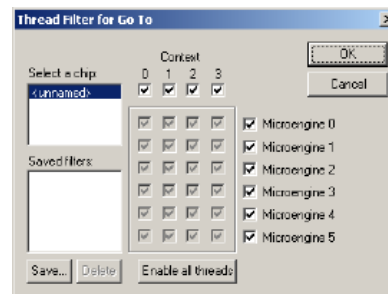 Thread Filter for Go To
Context
Select a chip:
0 1 2 3
<unnamed>
OK
Cancel
Microengine 0
Microengine 1
Microengine 2
Microengine 3
Microengine 4
Microengine 5
Saved filters:
Save... Delete Enable all threads